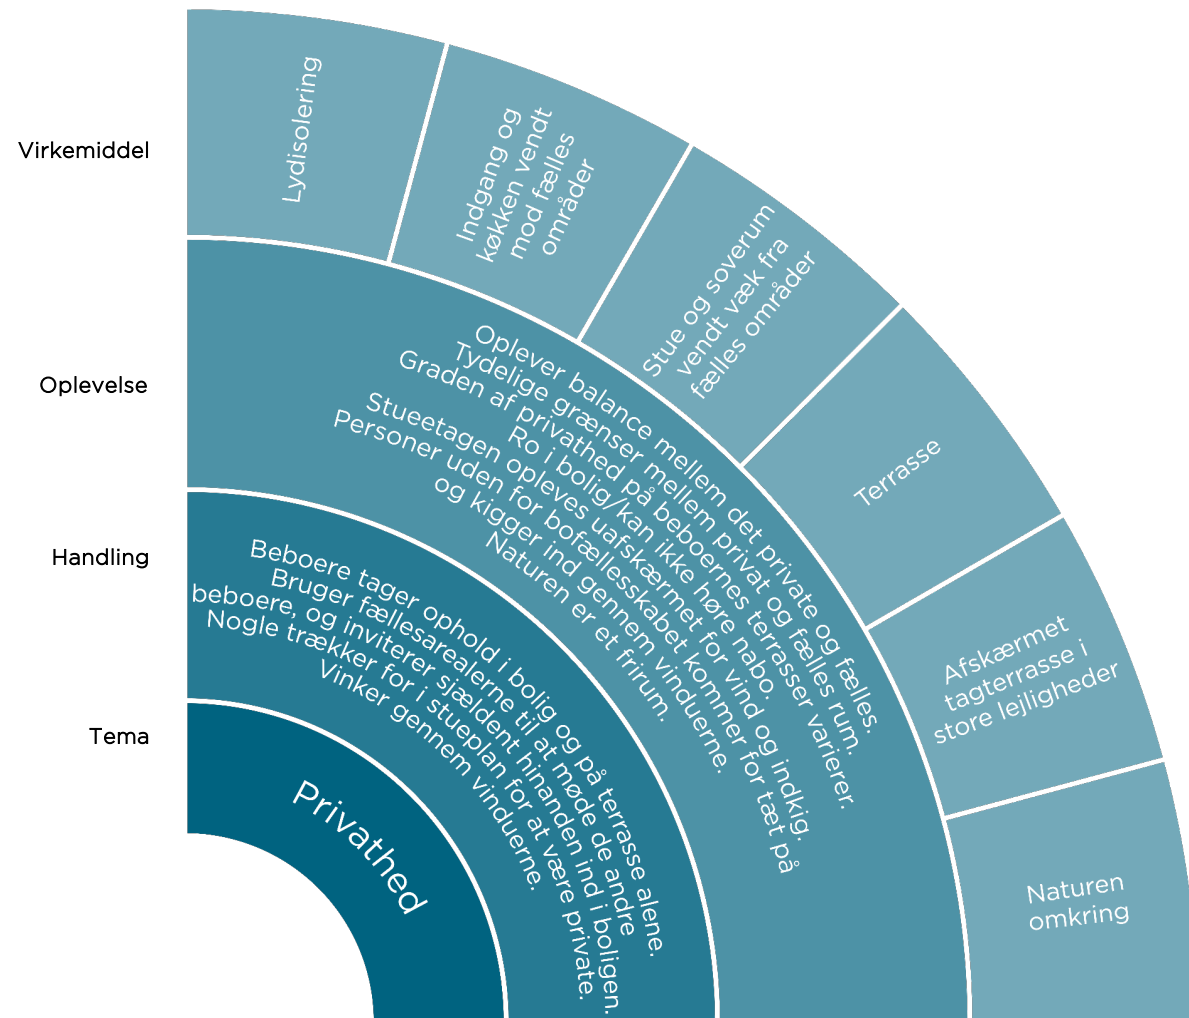 Virkemiddel
Lydisolering
Indgang og
køkken vendt
mod fælles
områder
Stue og soverum
vendt væk fra
fælles områder
Terrasse
Afskærmet
tagterrasse i
store lejligheder
Naturen
omkring
Oplevelse
Oplever balance mellem det private og fælles.
Tydelige grænser mellem privat og fælles rum.
Graden af privathed på beboernes terrasser varierer.
Ro i bolig/kan ikke høre nabo.
Stueetagen opleves uafskærmet for vind og indkig.
Personer uden for bofællesskabet kommer for tæt på
og kigger ind gennem vinduerne.
Naturen er et frirum.
Handling
Beboere tager ophold i bolig og på terrasse alene.
Bruger fællesarealerne til at møde de andre
beboere, og inviterer sjældent hinanden ind i boligen.
Nogle trækker for i stueplan for at være private.
Vinker gennem vinduerne.
Tema
Privathed